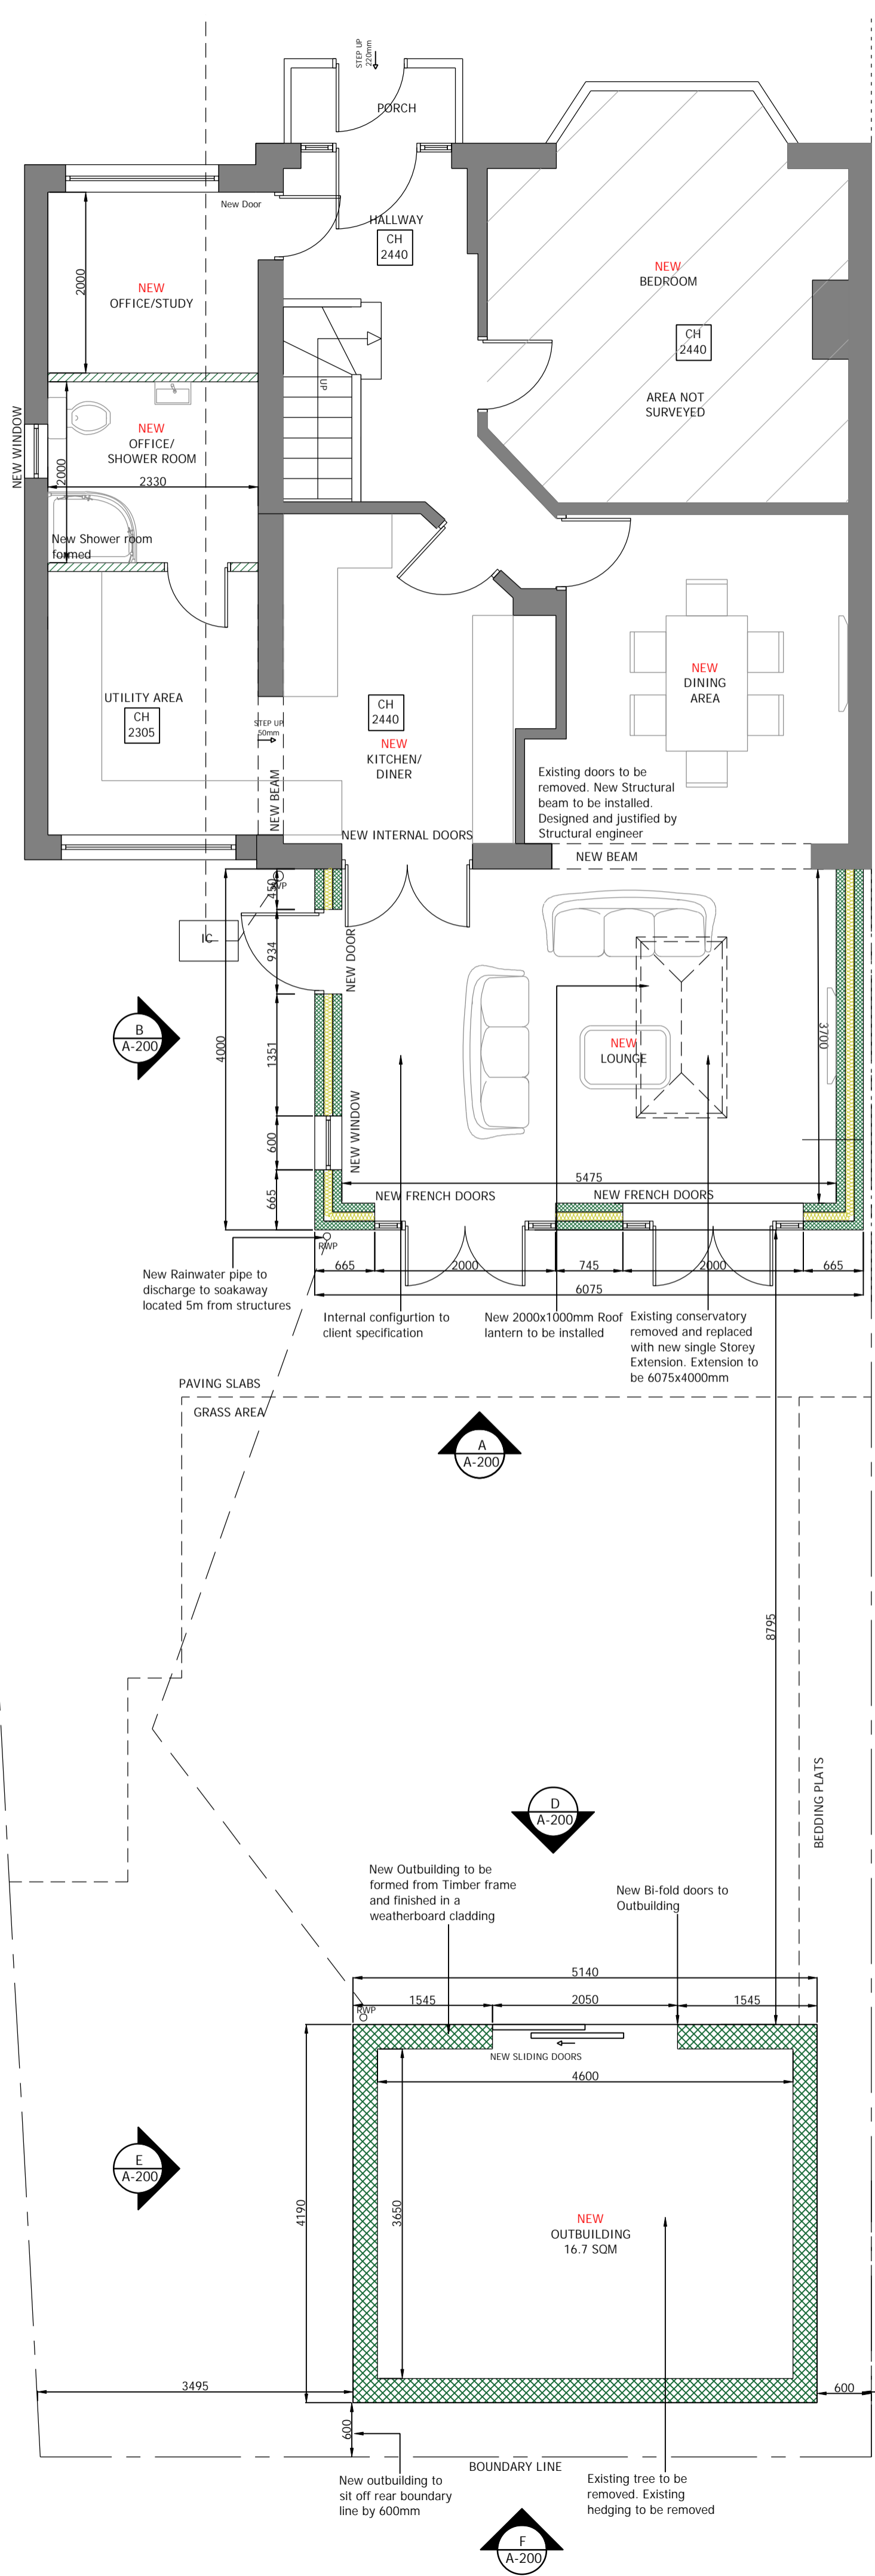 STEP UP
220mm
PORCH
New Door
HALLWAY
CH
2440
2000
NEW
OFFICE/STUDY
NEW
BEDROOM
CH
2440
AREA NOT
SURVEYED
UP
NEW WINDOW
NEW
OFFICE/
SHOWER ROOM
2000
2330
New Shower room
formed
UTILITY AREA
CH
2305
STEP UP
50mm
CH
2440
NEW
KITCHEN/
DINER
NEW
DINING
AREA
Existing doors to be
removed. New Structural
beam to be installed.
Designed and justified by
Structural engineer
NEW BEAM
NEW INTERNAL DOORS
NEW BEAM
450
RWP
IC
934
NEW DOOR
B
A-200
4000
1351
NEW
LOUNGE
3700
600
NEW WINDOW
665
5475
NEW FRENCH DOORS
NEW FRENCH DOORS
RWP
665
2000
745
2000
665
6075
New Rainwater pipe to
discharge to soakaway
located 5m from structures
Internal configurtion to
client specification
New 2000x1000mm Roof
lantern to be installed
Existing conservatory
removed and replaced
with new single Storey
Extension. Extension to
be 6075x4000mm
PAVING SLABS
GRASS AREA
A
A-200
8795
BEDDING PLATS
D
A-200
New Outbuilding to be
formed from Timber frame
and finished in a
weatherboard cladding
New Bi-fold doors to
Outbuilding
5140
1545
2050
1545
RWP
NEW SLIDING DOORS
4600
E
A-200
4190
3650
NEW
OUTBUILDING
16.7 SQM
3495
600
600
BOUNDARY LINE
New outbuilding to
sit off rear boundary
line by 600mm
Existing tree to be
removed. Existing
hedging to be removed
F
A-200